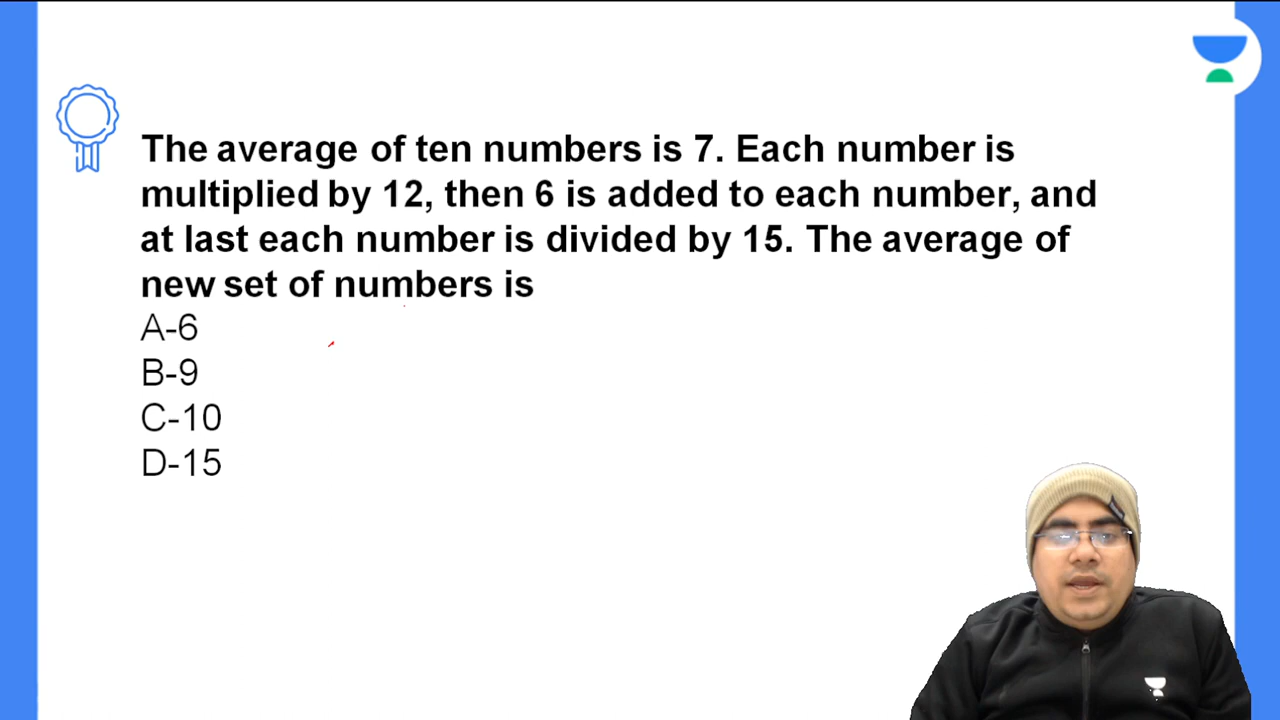 The average of ten numbers is 7. Each number is
multiplied by 12, then 6 is added to each number, and
at last each number is divided by 15. The average of
new set of numbers is
A-6
B-9
C-10
D-15